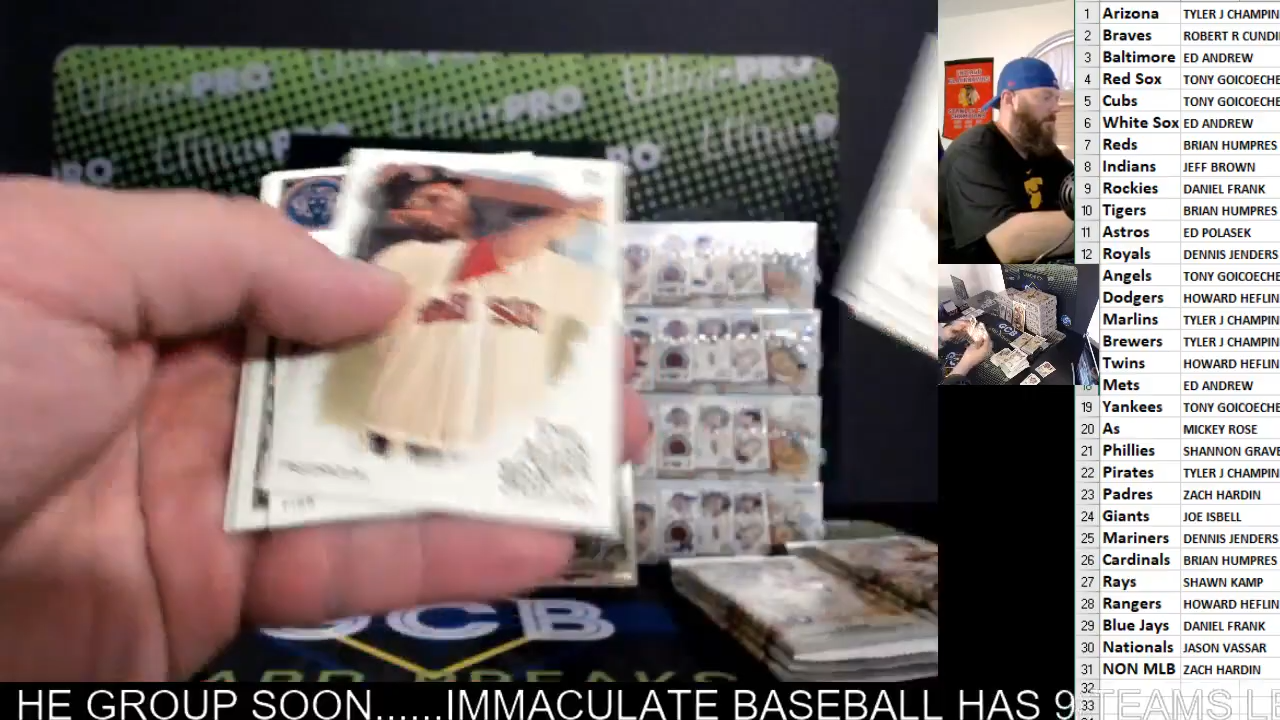 1 Arizona TYLER J CHAMPIN
2 Braves ROBERT R CUNDI
3 Baltimore ED ANDREW
4 Red Sox TONY GOICOECHE
5 Cubs TONY GOICOECHE
6 White Sox ED ANDREW
7 Reds BRIAN HUMPRES
8 Indians JEFF BROWN
9 Rockies DANIEL FRANK
10 Tigers BRIAN HUMPRES
11 Astros ED POLASEK
12 Royals DENNIS JENDERS
Angels TONY GOICOECHE
Dodgers HOWARD HEFLIN
Marlins TYLER J CHAMPIN
Brewers TYLER J CHAMPIN
Twins HOWARD HEFLIN
Mets ED ANDREW
19 Yankees TONY GOICOECHE
20 As MICKEY ROSE
21 Phillies SHANNON GRAVE
22 Pirates TYLER J CHAMPIN
23 Padres ZACH HARDIN
24 Giants JOE ISBELL
25 Mariners DENNIS JENDERS
26 Cardinals BRIAN HUMPRES
27 Rays SHAWN KAMP
28 Rangers HOWARD HEFLIN
29 Blue Jays DANIEL FRANK
30 Nationals JASON VASSAR
31 NON MLB ZACH HARDIN
32
33
GCB
HE GROUP SOON......IMMACULATE BASEBALL HAS 9 TEAMS LE